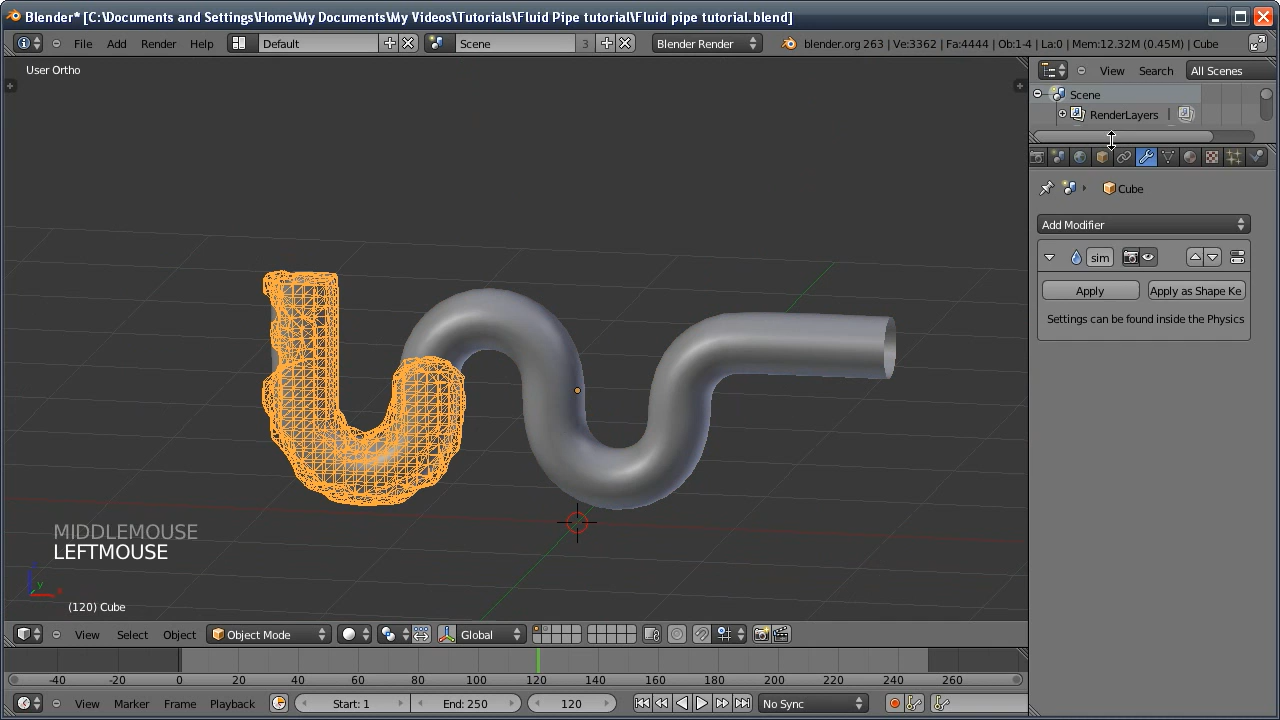 Blender* [C:\Documents and Settings\Home\My Documents\My Videos\Tutorials\Fluid Pipe tutorial\Fluid pipe tutorial.blend]
File Add Render Help Default Scene 3 Blender Render blender.org 263 | Ve:3362 | Fa:4444 | Ob:1-4 | La:0 | Mem:12.32M (0.45M) | Cube
User Ortho
View Search All Scenes
Scene
RenderLayers |
Cube
Add Modifier
sim
Apply Apply as Shape Ke
Settings can be found inside the Physics
MIDDLEMOUSE
LEFTMOUSE
y x
(120) Cube
View Select Object Object Mode Global
-40 -20 0 20 40 60 80 100 120 140 160 180 200 220 240 260
View Marker Frame Playback Start: 1 End: 250 120 No Sync